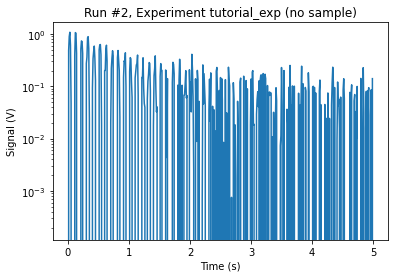 Run #2, Experiment tutorial_exp (no sample)
Signal (V)
10⁰
10⁻¹
10⁻²
10⁻³
0 1 2 3 4 5
Time (s)